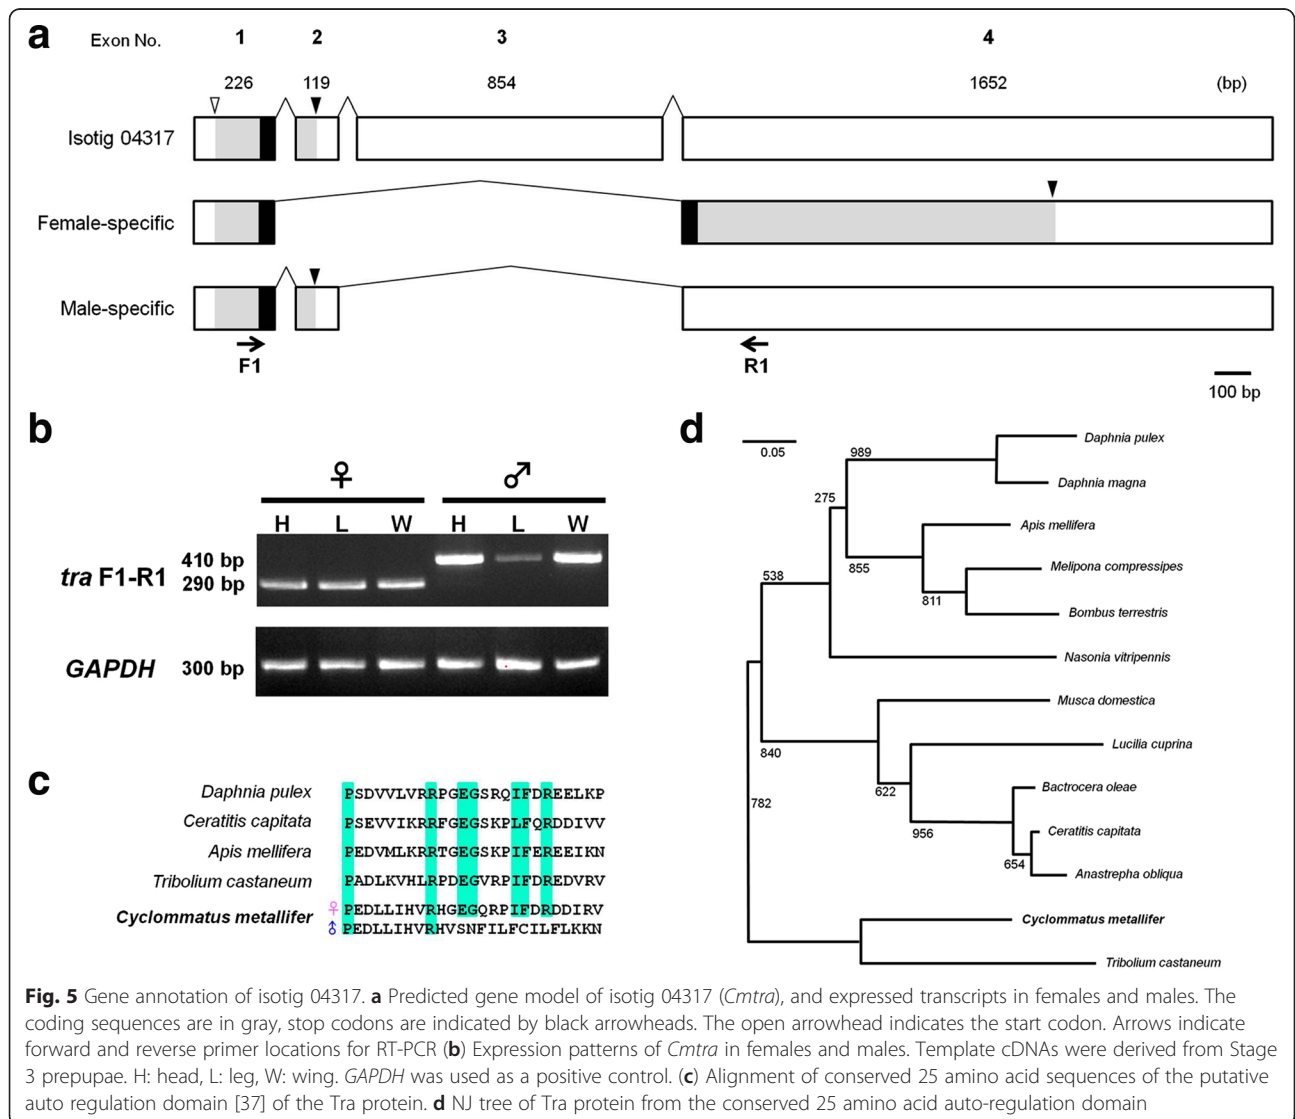 a
Exon No. 1 2 3 4
226 119 854 1652 (bp)
Isotig 04317
Female-specific
Male-specific
F1 R1
100 bp
b
♀ ♂
H L W H L W
tra F1-R1
410 bp
290 bp
GAPDH 300 bp
c
Daphnia pulex PSDVVLVRRPGEGSRQIFDREELKP
Ceratitis capitata PSEVVIKRRFGEGSKPLFQRDDIVV
Apis mellifera PEDVMLKRRTGEGSKPIFEREEIKN
Tribolium castaneum PADLKVHLRPDEGVRPIFDREDVRV
Cyclommatus metallifer
♀ PEDLLIHVRHGEGQRPIFDRDDIRV
♂ PEDLLIHVRHVSNFILFCILFLKKN
d
0.05
989
275
855
811
538
840
622
956
654
782
Daphnia pulex
Daphnia magna
Apis mellifera
Melipona compressipes
Bombus terrestris
Nasonia vitripennis
Musca domestica
Lucilia cuprina
Bactrocera oleae
Ceratitis capitata
Anastrepha obliqua
Cyclommatus metallifer
Tribolium castaneum
Fig. 5 Gene annotation of isotig 04317. a Predicted gene model of isotig 04317 (Cmtra), and expressed transcripts in females and males. The
coding sequences are in gray, stop codons are indicated by black arrowheads. The open arrowhead indicates the start codon. Arrows indicate
forward and reverse primer locations for RT-PCR (b) Expression patterns of Cmtra in females and males. Template cDNAs were derived from Stage
3 prepupae. H: head, L: leg, W: wing. GAPDH was used as a positive control. (c) Alignment of conserved 25 amino acid sequences of the putative
auto regulation domain [37] of the Tra protein. d NJ tree of Tra protein from the conserved 25 amino acid auto-regulation domain